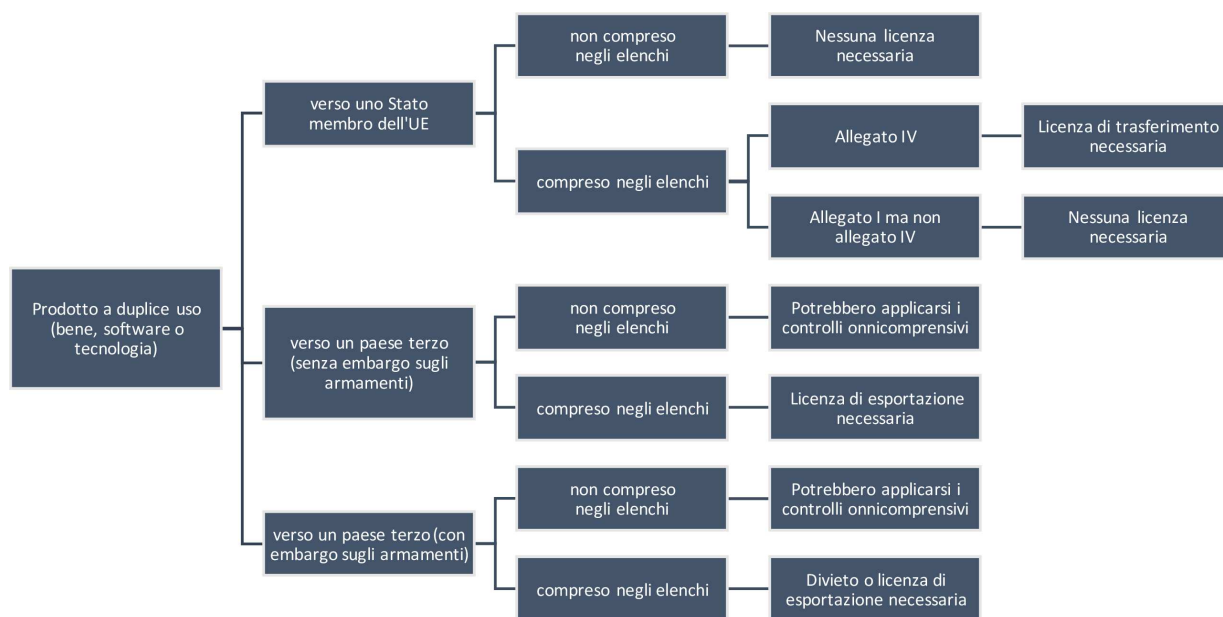 Prodotto a duplice uso
(bene, software o
tecnologia)
verso uno Stato
membro dell'UE
non compreso
negli elenchi
Nessuna licenza
necessaria
compreso negli elenchi
Allegato IV
Licenza di trasferimento
necessaria
Allegato I ma non
allegato IV
Nessuna licenza
necessaria
verso un paese terzo
(senza embargo sugli
armamenti)
non compreso
negli elenchi
Potrebbero applicarsi i
controlli onnicomprensivi
compreso negli elenchi
Licenza di esportazione
necessaria
verso un paese terzo (con
embargo sugli armamenti)
non compreso
negli elenchi
Potrebbero applicarsi i
controlli onnicomprensivi
compreso negli elenchi
Divieto o licenza di
esportazione necessaria